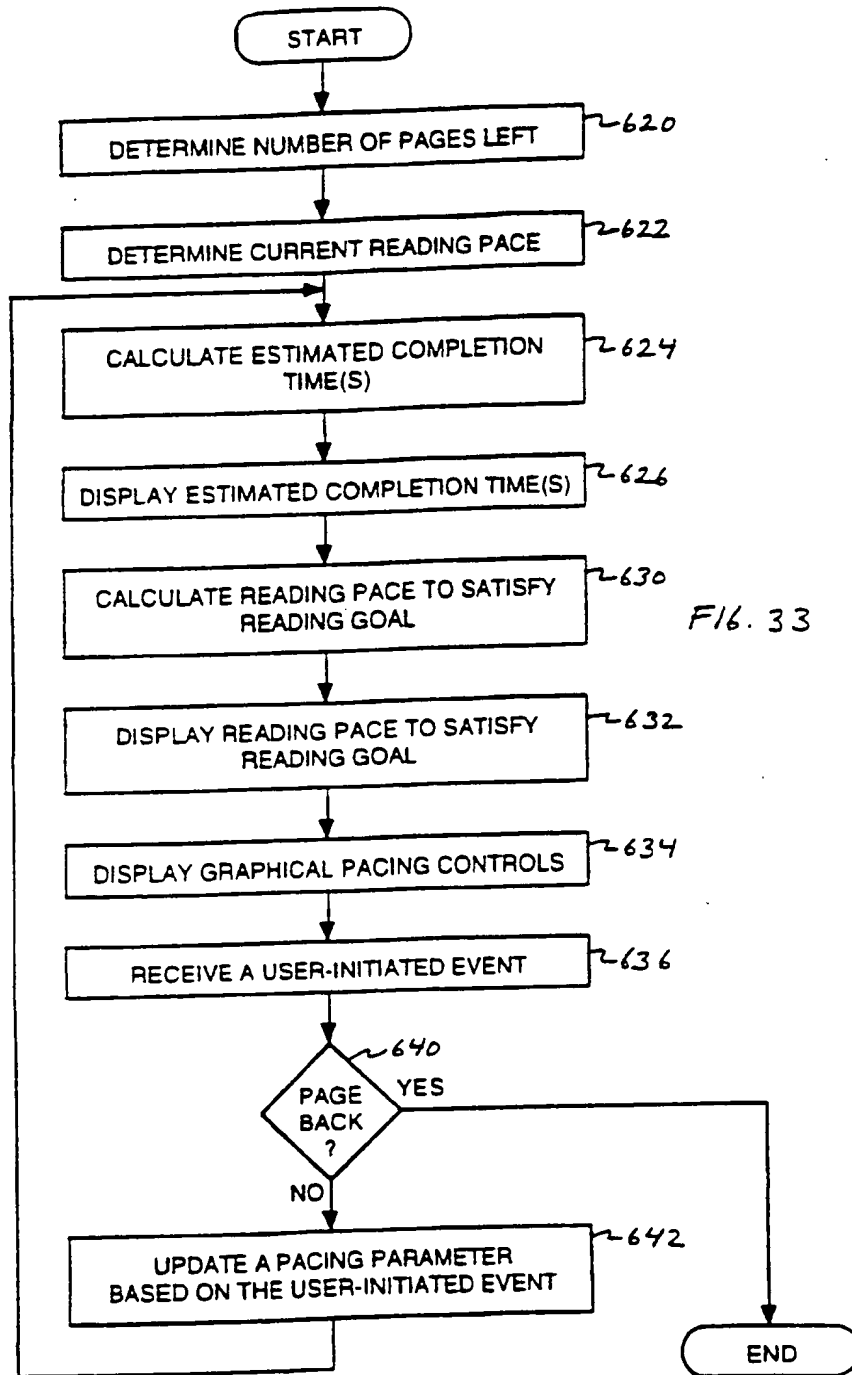 START
DETERMINE NUMBER OF PAGES LEFT
620
DETERMINE CURRENT READING PACE
622
CALCULATE ESTIMATED COMPLETION
TIME(S)
624
DISPLAY ESTIMATED COMPLETION TIME(S)
626
CALCULATE READING PACE TO SATISFY
READING GOAL
630
FIG. 33
DISPLAY READING PACE TO SATISFY
READING GOAL
632
DISPLAY GRAPHICAL PACING CONTROLS
634
RECEIVE A USER-INITIATED EVENT
636
640
PAGE
BACK
?
YES
NO
UPDATE A PACING PARAMETER
BASED ON THE USER-INITIATED EVENT
642
END